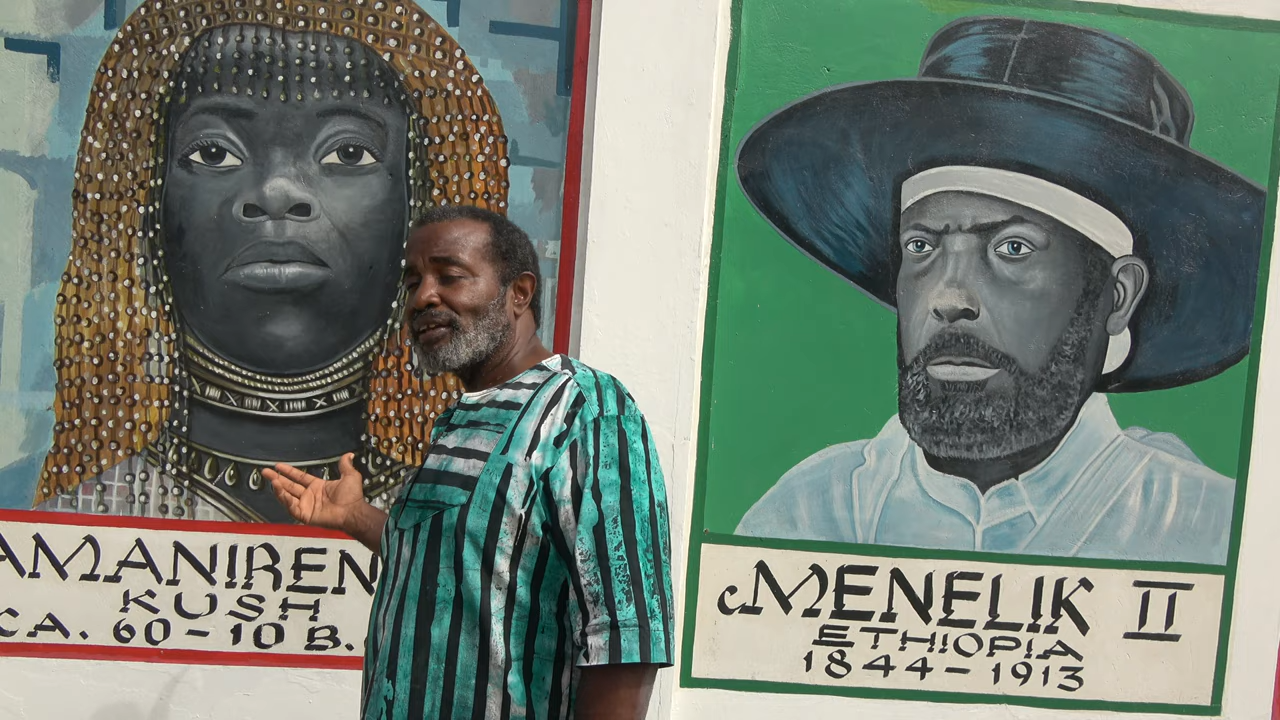 AMANIREN
KUSH
CA. 60-10 B.
MENELIK II
ETHIOPIA
1844-1913